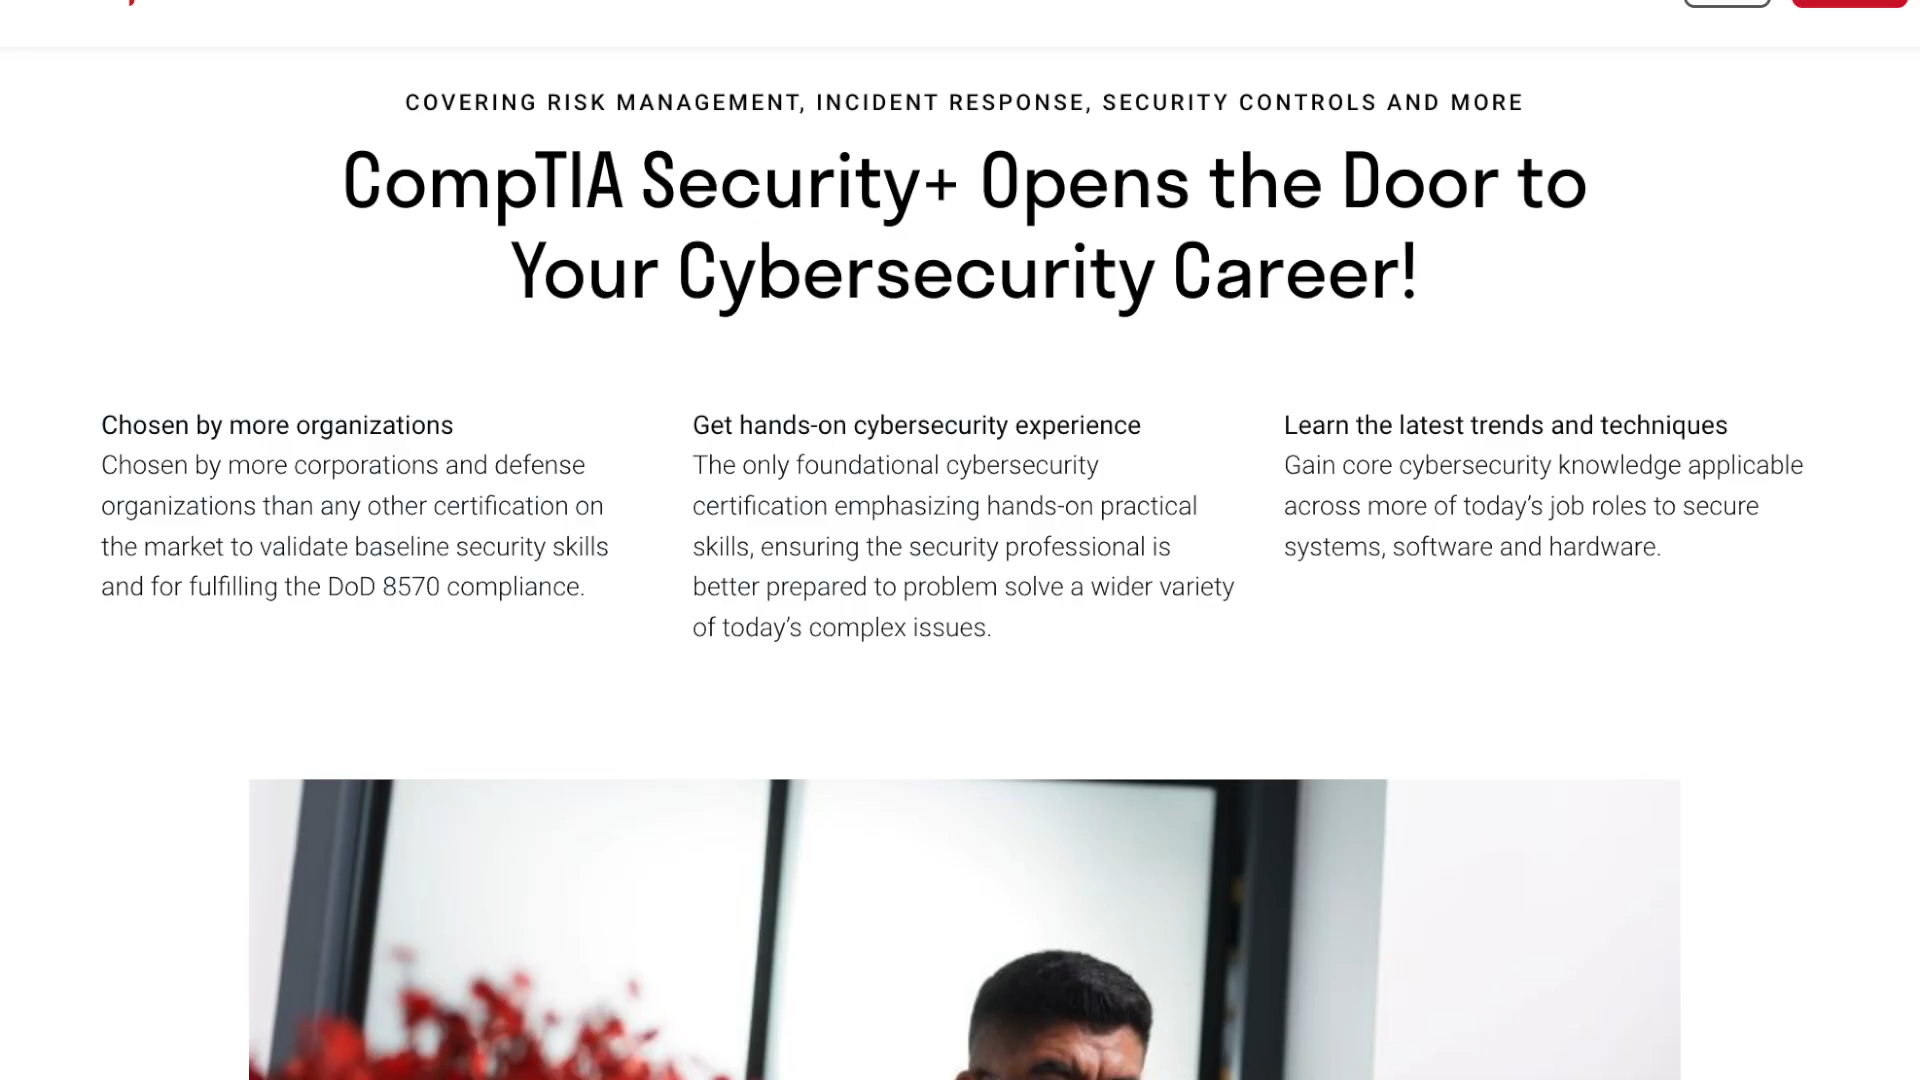 COVERING RISK MANAGEMENT, INCIDENT RESPONSE, SECURITY CONTROLS AND MORE
CompTIA Security+ Opens the Door to
Your Cybersecurity Career!
Chosen by more organizations
Chosen by more corporations and defense
organizations than any other certification on
the market to validate baseline security skills
and for fulfilling the DoD 8570 compliance.
Get hands-on cybersecurity experience
The only foundational cybersecurity
certification emphasizing hands-on practical
skills, ensuring the security professional is
better prepared to problem solve a wider variety
of today’s complex issues.
Learn the latest trends and techniques
Gain core cybersecurity knowledge applicable
across more of today’s job roles to secure
systems, software and hardware.